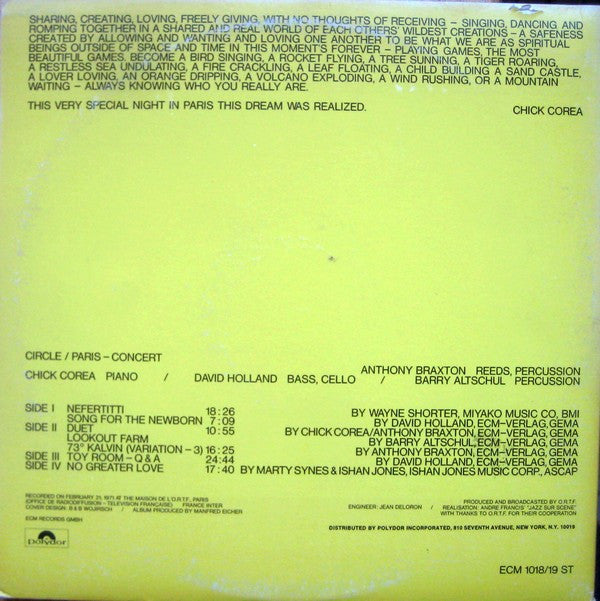 SHARING, CREATING, LOVING, FREELY GIVING, WITH NO THOUGHTS OF RECEIVING – SINGING, DANCING, AND
ROMPING TOGETHER IN A SHARED AND REAL WORLD OF EACH OTHERS' WILDEST CREATIONS – A SAFENESS
CREATED BY ALLOWING AND WANTING AND LOVING ONE ANOTHER TO BE WHAT WE ARE AS SPIRITUAL
BEINGS OUTSIDE OF SPACE AND TIME IN THIS MOMENT'S FOREVER – PLAYING GAMES, THE MOST
BEAUTIFUL GAMES. BECOME A BIRD SINGING, A ROCKET FLYING, A TREE SUNNING, A TIGER ROARING,
A RESTLESS SEA UNDULATING, A FIRE CRACKLING, A LEAF FLOATING, A CHILD BUILDING A SAND CASTLE,
A LOVER LOVING, AN ORANGE DRIPPING, A VOLCANO EXPLODING, A WIND RUSHING, OR A MOUNTAIN
WAITING – ALWAYS KNOWING WHO YOU REALLY ARE.
THIS VERY SPECIAL NIGHT IN PARIS THIS DREAM WAS REALIZED. CHICK COREA
CIRCLE / PARIS – CONCERT
ANTHONY BRAXTON REEDS, PERCUSSION
CHICK COREA PIANO / DAVID HOLLAND BASS, CELLO / BARRY ALTSCHUL PERCUSSION
SIDE I NEFERTITTI 18:26 BY WAYNE SHORTER, MIYAKO MUSIC CO, BMI
SONG FOR THE NEWBORN 7:09 BY DAVID HOLLAND, ECM–VERLAG, GEMA
SIDE II DUET 10:55 BY CHICK COREA/ANTHONY BRAXTON, ECM–VERLAG, GEMA
LOOKOUT FARM BY BARRY ALTSCHUL, ECM–VERLAG, GEMA
73° KALVIN (VARIATION – 3) 16:25 BY ANTHONY BRAXTON, ECM–VERLAG, GEMA
SIDE III TOY ROOM – Q & A 24:44 BY DAVID HOLLAND, ECM–VERLAG, GEMA
SIDE IV NO GREATER LOVE 17:40 BY MARTY SYNES & ISHAN JONES, ISHAN JONES MUSIC CORP., ASCAP
RECORDED ON FEBRUARY 21, 1971 AT THE MAISON DE L'O.R.T.F., PARIS
(OFFICE DE RADIODIFFUSION – TELEVISION FRANÇAISE) FRANCE INTER
COVER DESIGN: B & B WOJIRSCH / ALBUM PRODUCED BY MANFRED EICHER
ECM RECORDS GMBH
PRODUCED AND BROADCASTED BY O.R.T.F.
ENGINEER: JEAN DELORON / REALISATION: ANDRE FRANCIS "JAZZ SUR SCENE"
WITH THANKS TO O.R.T.F. FOR THEIR COOPERATION
DISTRIBUTED BY POLYDOR INCORPORATED, 810 SEVENTH AVENUE, NEW YORK, N.Y. 10019
polydor
ECM 1018/19 ST